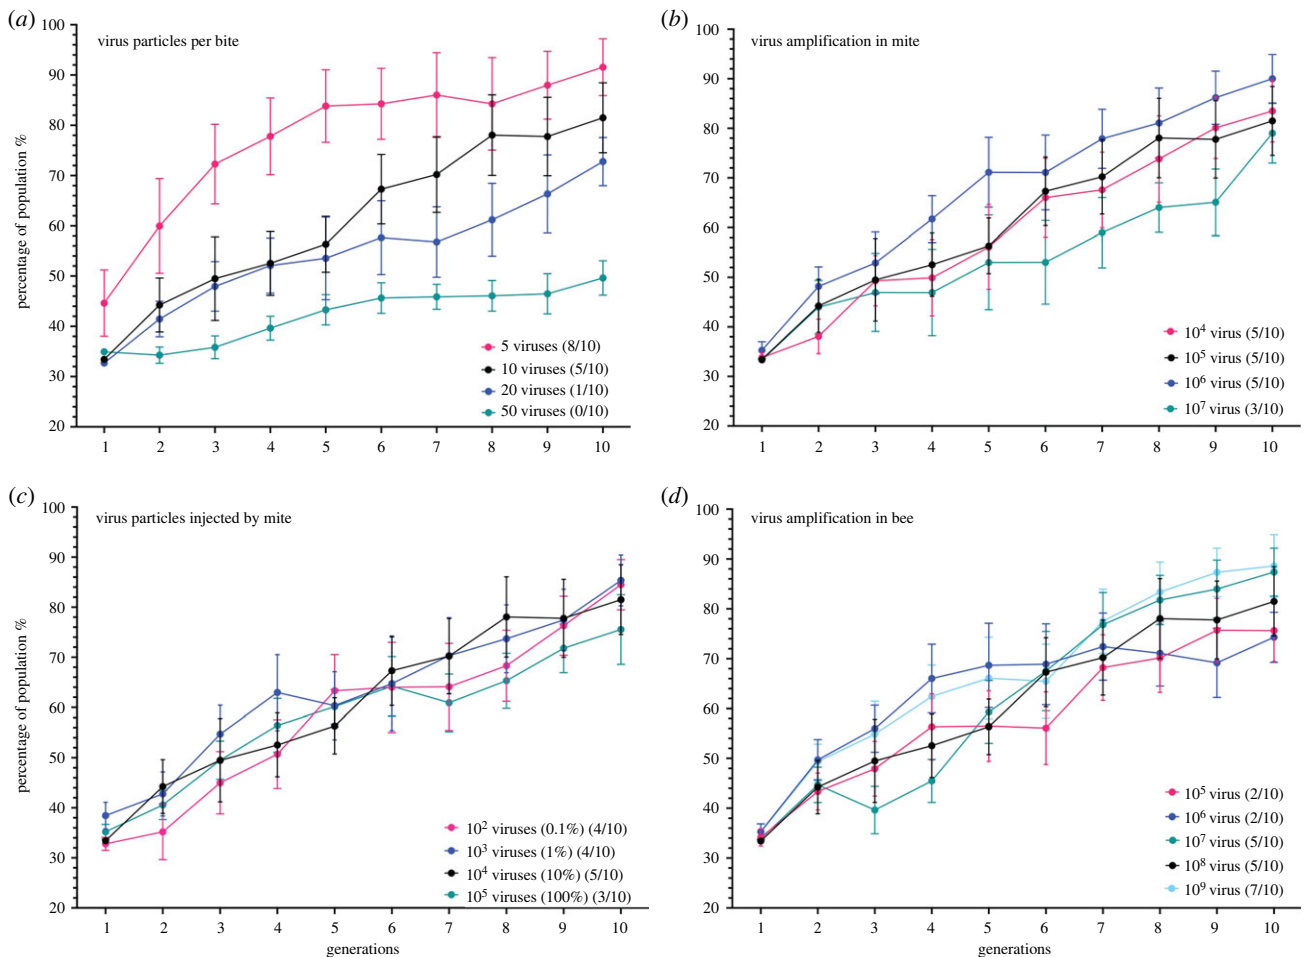 (a)
virus particles per bite
percentage of population %
100
90
80
70
60
50
40
30
20
1 2 3 4 5 6 7 8 9 10
5 viruses (8/10)
10 viruses (5/10)
20 viruses (1/10)
50 viruses (0/10)
(b)
virus amplification in mite
100
90
80
70
60
50
40
30
20
1 2 3 4 5 6 7 8 9 10
10⁴ virus (5/10)
10⁵ virus (5/10)
10⁶ virus (5/10)
10⁷ virus (3/10)
(c)
virus particles injected by mite
percentage of population %
100
90
80
70
60
50
40
30
20
1 2 3 4 5 6 7 8 9 10
generations
10² viruses (0.1%) (4/10)
10³ viruses (1%) (4/10)
10⁴ viruses (10%) (5/10)
10⁵ viruses (100%) (3/10)
(d)
virus amplification in bee
100
90
80
70
60
50
40
30
20
1 2 3 4 5 6 7 8 9 10
generations
10⁵ virus (2/10)
10⁶ virus (2/10)
10⁷ virus (5/10)
10⁸ virus (5/10)
10⁹ virus (7/10)